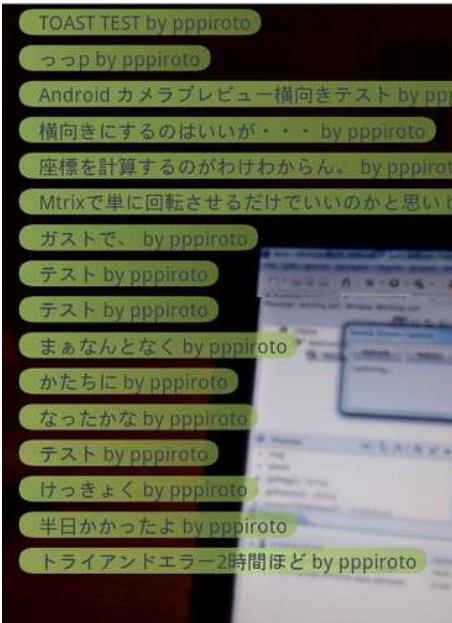 TOAST TEST by pppiroto
っっp by pppiroto
Android カメラプレビュー横向きテスト by ppp
横向きにするのはいいが・・・ by pppiroto
座標を計算するのがわけわからん。 by pppirot
Mtrixで単に回転させるだけでいいのかと思い b
ガストで、 by pppiroto
テスト by pppiroto
テスト by pppiroto
まぁなんとなく by pppiroto
かたちに by pppiroto
なったかな by pppiroto
テスト by pppiroto
けっきょく by pppiroto
半日かかったよ by pppiroto
トライアンドエラー2時間ほど by pppiroto